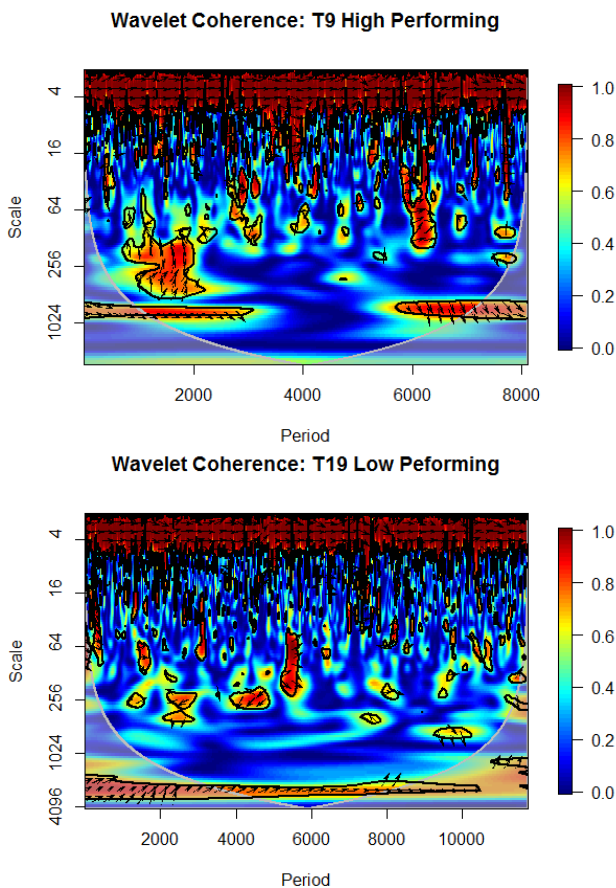 Wavelet Coherence: T9 High Performing
4
16
64
256
1024
Scale
2000 4000 6000 8000
Period
1.0
0.8
0.6
0.4
0.2
0.0
Wavelet Coherence: T19 Low Peforming
4
16
64
256
1024
4096
Scale
2000 4000 6000 8000 10000
Period
1.0
0.8
0.6
0.4
0.2
0.0